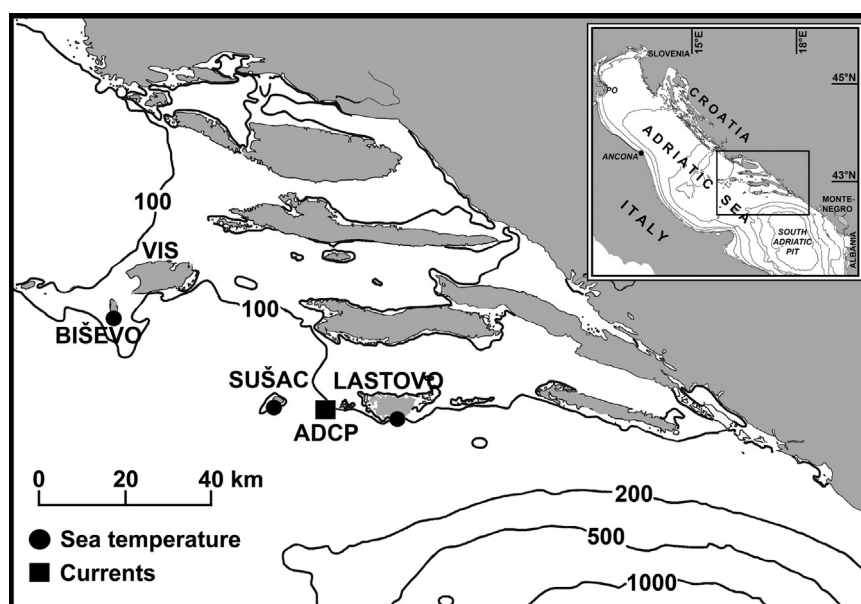 15°E
18°E
SLOVENIA
45°N
PO
CROATIA
ADRIATIC SEA
ANCONA
43°N
ITALY
MONTE-
NEGRO
SOUTH
ADRIATIC
PIT
ALBANIA
100
VIS
100
BIŠEVO
SUŠAC
LASTOVO
ADCP
0 20 40 km
200
Sea temperature
500
Currents
1000